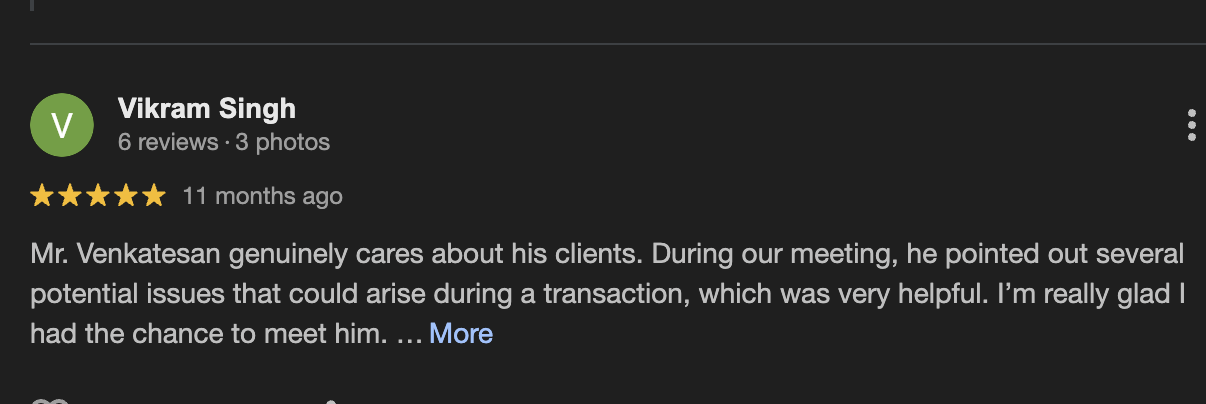 V
Vikram Singh
6 reviews · 3 photos
11 months ago
Mr. Venkatesan genuinely cares about his clients. During our meeting, he pointed out several
potential issues that could arise during a transaction, which was very helpful. I’m really glad I
had the chance to meet him. … More